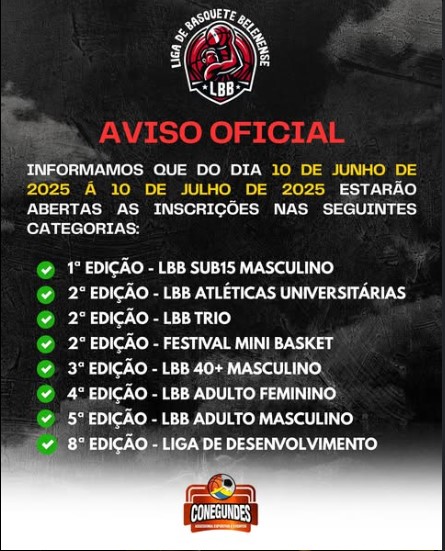 LIGA DE BASQUETE BELENENSE
LBB
AVISO OFICIAL
INFORMAMOS QUE DO DIA 10 DE JUNHO DE
2025 Á 10 DE JULHO DE 2025 ESTARÃO
ABERTAS AS INSCRIÇÕES NAS SEGUINTES
CATEGORIAS:
1ª EDIÇÃO - LBB SUB15 MASCULINO
2ª EDIÇÃO - LBB ATLÉTICAS UNIVERSITÁRIAS
2ª EDIÇÃO - LBB TRIO
2ª EDIÇÃO - FESTIVAL MINI BASKET
3ª EDIÇÃO - LBB 40+ MASCULINO
4ª EDIÇÃO - LBB ADULTO FEMININO
5ª EDIÇÃO - LBB ADULTO MASCULINO
8ª EDIÇÃO - LIGA DE DESENVOLVIMENTO
CONEGUNDES